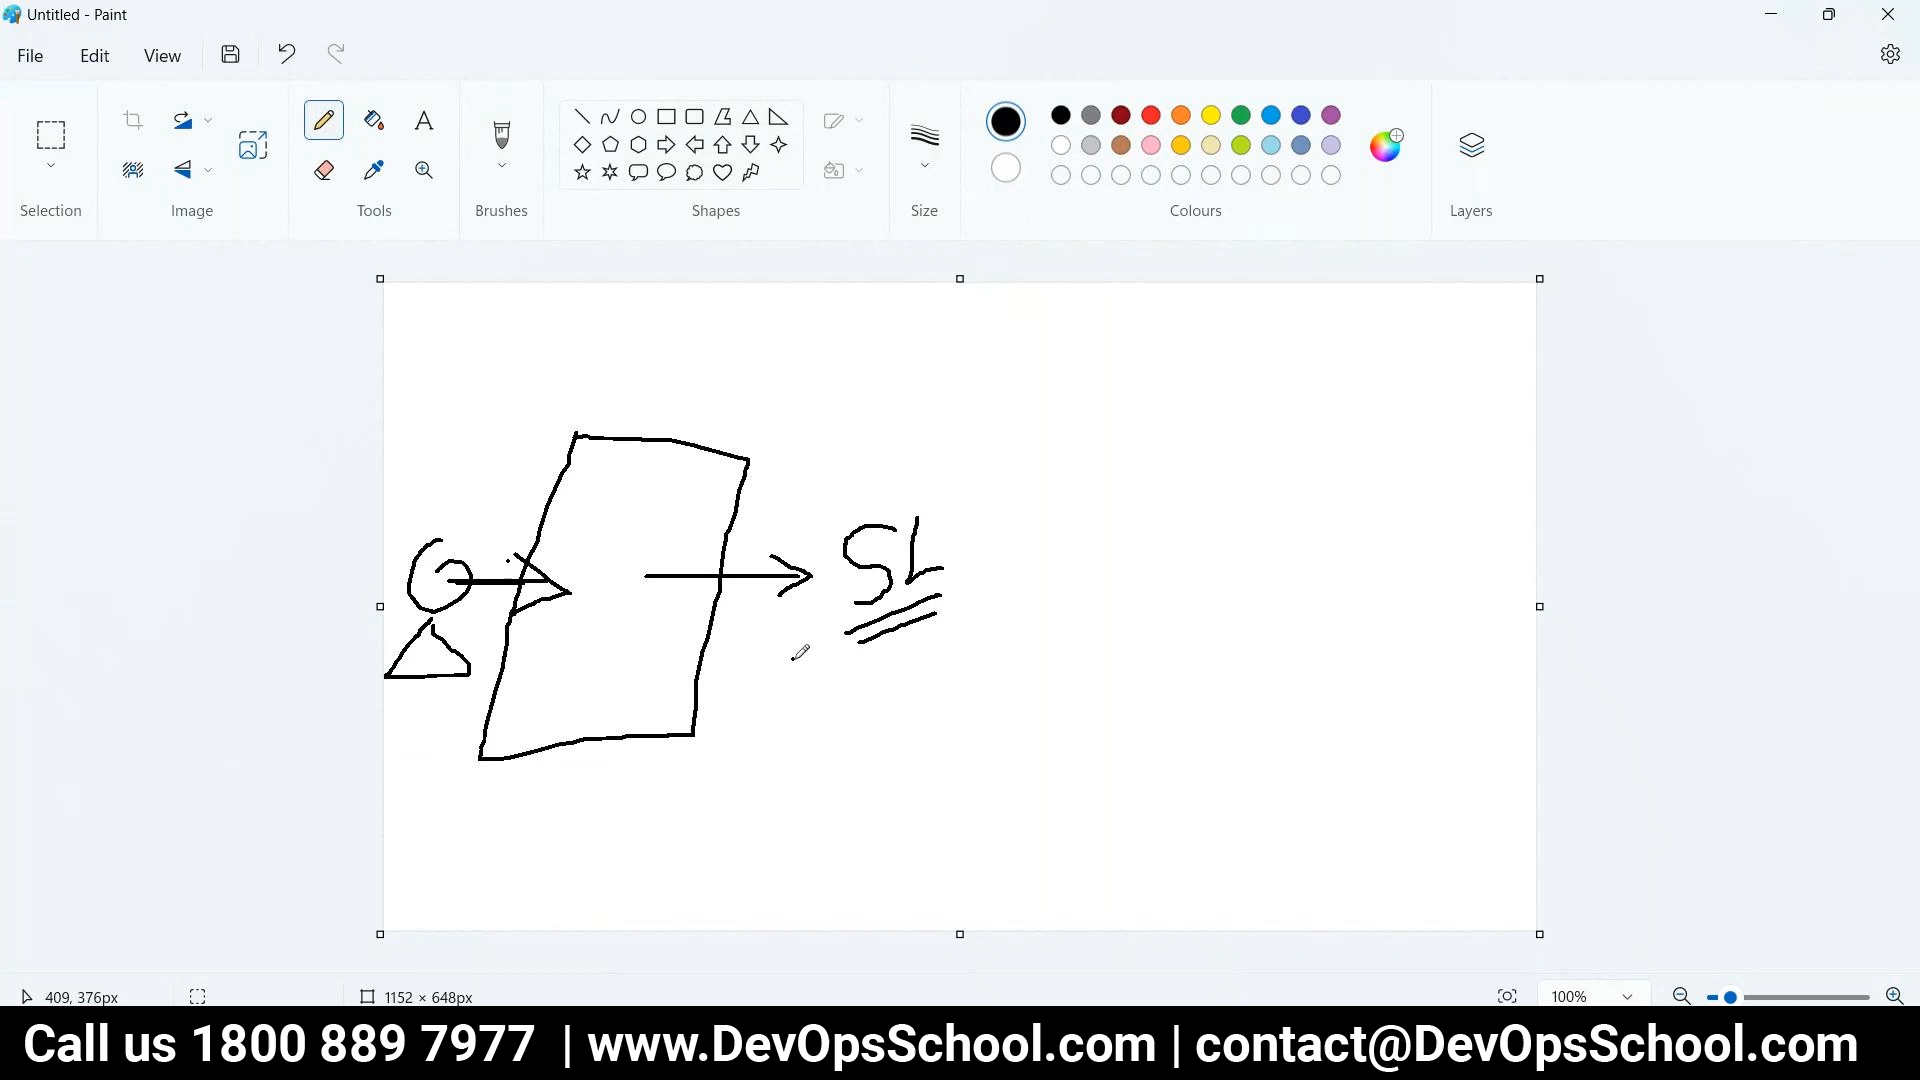 Untitled - Paint
File Edit View
Selection Image Tools Brushes Shapes Size Colours Layers
SL
409, 376px 1152 × 648px 100%
Call us 1800 889 7977 | www.DevOpsSchool.com | contact@DevOpsSchool.com